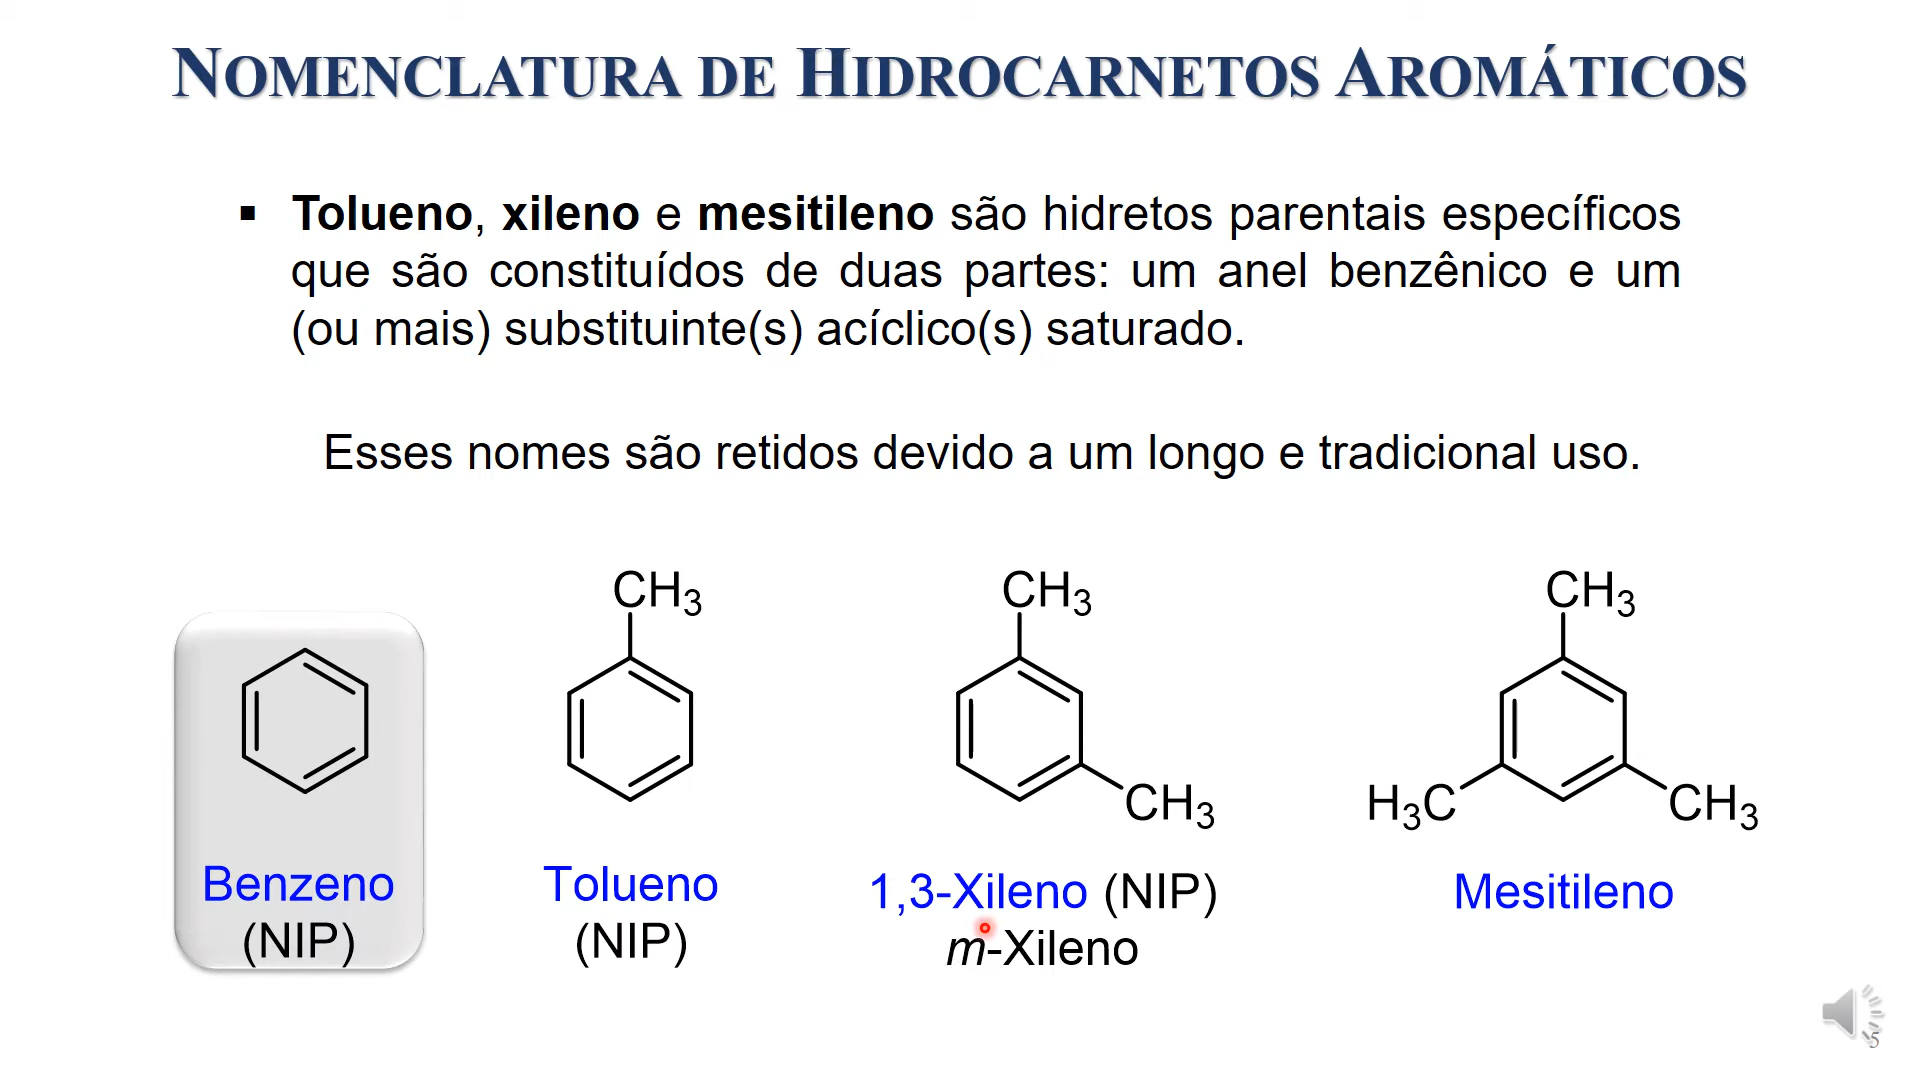 NOMENCLATURA DE HIDROCARNETOS AROMÁTICOS
▪ Tolueno, xileno e mesitileno são hidretos parentais específicos
que são constituídos de duas partes: um anel benzênico e um
(ou mais) substituinte(s) acíclico(s) saturado.
Esses nomes são retidos devido a um longo e tradicional uso.
CH₃
CH₃
CH₃
CH₃
H₃C
CH₃
Benzeno
(NIP)
Tolueno
(NIP)
1,3-Xileno (NIP)
m-Xileno
Mesitileno
5